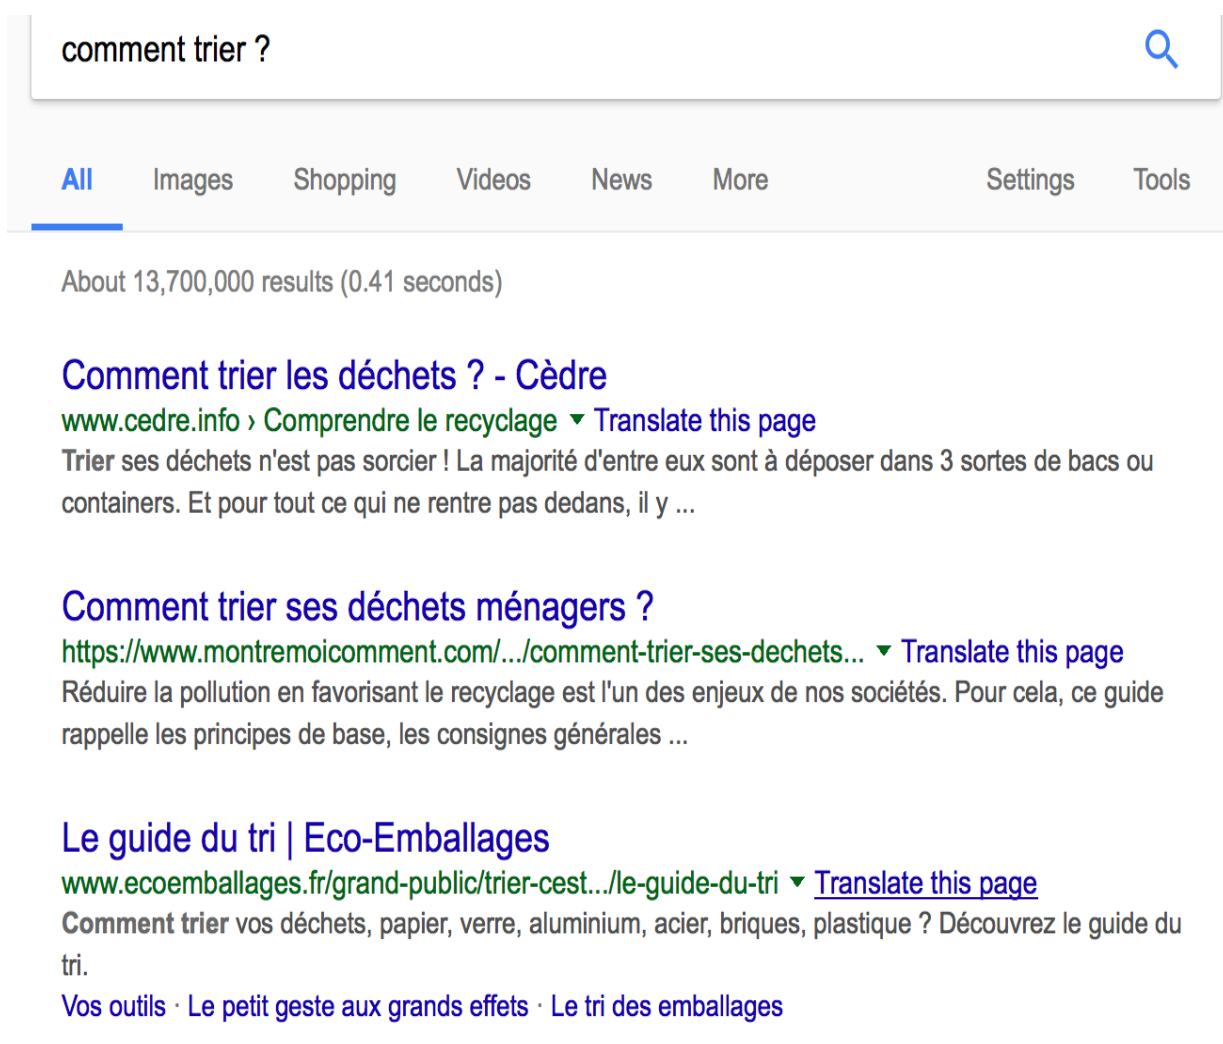 comment trier ?
All Images Shopping Videos News More Settings Tools
About 13,700,000 results (0.41 seconds)
Comment trier les déchets ? - Cèdre
www.cedre.info › Comprendre le recyclage ▼ Translate this page
Trier ses déchets n'est pas sorcier ! La majorité d'entre eux sont à déposer dans 3 sortes de bacs ou
containers. Et pour tout ce qui ne rentre pas dedans, il y ...
Comment trier ses déchets ménagers ?
https://www.montremoicomment.com/.../comment-trier-ses-dechets... ▼ Translate this page
Réduire la pollution en favorisant le recyclage est l'un des enjeux de nos sociétés. Pour cela, ce guide
rappelle les principes de base, les consignes générales ...
Le guide du tri | Eco-Emballages
www.ecoemballages.fr/grand-public/trier-cest.../le-guide-du-tri ▼ Translate this page
Comment trier vos déchets, papier, verre, aluminium, acier, briques, plastique ? Découvrez le guide du
tri.
Vos outils · Le petit geste aux grands effets · Le tri des emballages